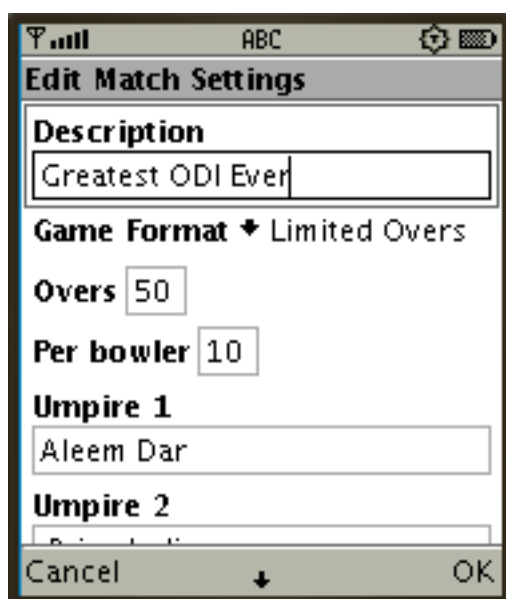 ABC
Edit Match Settings
Description
Greatest ODI Ever
Game Format Limited Overs
Overs 50
Per bowler 10
Umpire 1
Aleem Dar
Umpire 2
Cancel OK